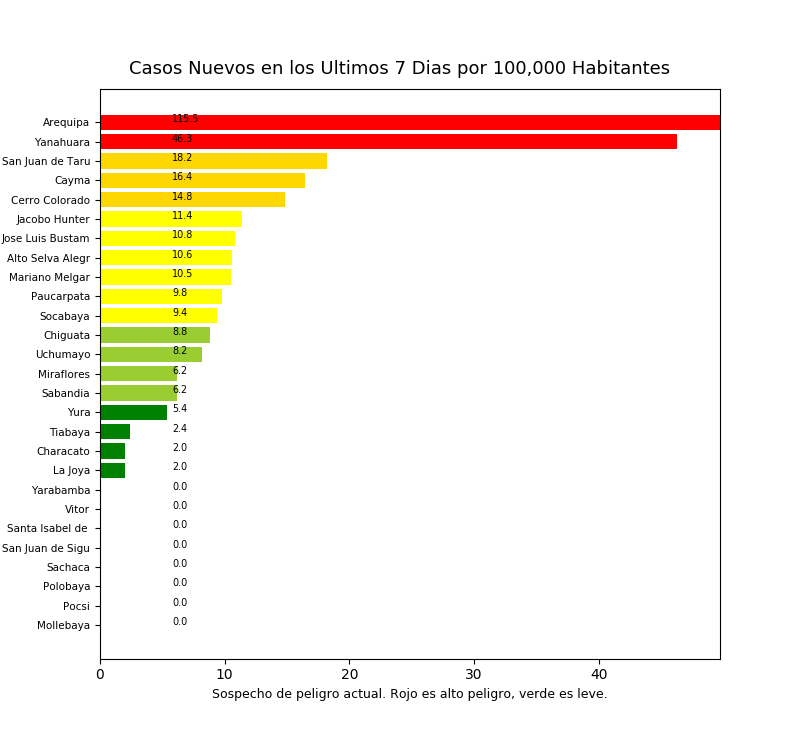 Casos Nuevos en los Ultimos 7 Dias por 100,000 Habitantes
Arequipa 115.5
Yanahuara 46.3
San Juan de Taru 18.2
Cayma 16.4
Cerro Colorado 14.8
Jacobo Hunter 11.4
Jose Luis Bustam 10.8
Alto Selva Alegr 10.6
Mariano Melgar 10.5
Paucarpata 9.8
Socabaya 9.4
Chiguata 8.8
Uchumayo 8.2
Miraflores 6.2
Sabandia 6.2
Yura 5.4
Tiabaya 2.4
Characato 2.0
La Joya 2.0
Yarabamba 0.0
Vitor 0.0
Santa Isabel de 0.0
San Juan de Sigu 0.0
Sachaca 0.0
Polobaya 0.0
Pocsi 0.0
Mollebaya 0.0
0 10 20 30 40
Sospecho de peligro actual. Rojo es alto peligro, verde es leve.